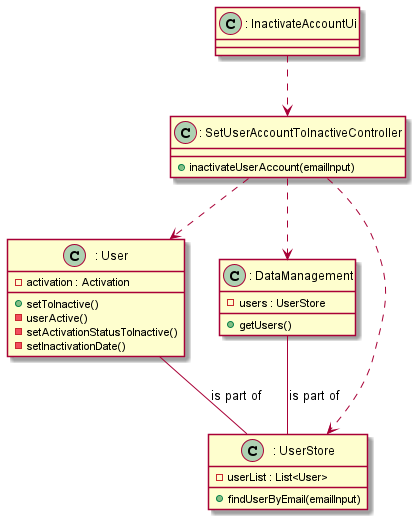 C : InactivateAccountUi
C : SetUserAccountToInactiveController
inactivateUserAccount(emailInput)
C : User
activation : Activation
setToInactive()
userActive()
setActivationStatusToInactive()
setInactivationDate()
C : DataManagement
users : UserStore
getUsers()
is part of
is part of
C : UserStore
userList : List<User>
findUserByEmail(emailInput)